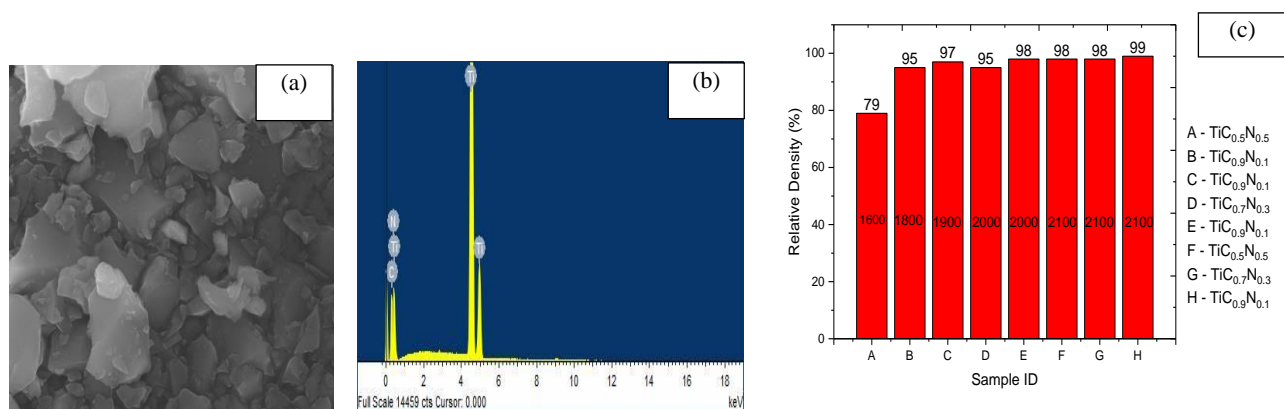 (a)
(b)
Ti
N
Ti
Ti
C
0 2 4 6 8 10 12 14 16 18
Full Scale 14459 cts Cursor: 0.000 keV
(c)
Relative Density (%)
100
80
60
40
20
0
79 95 97 95 98 98 98 99
1600 1800 1900 2000 2000 2100 2100 2100
A B C D E F G H
Sample ID
A - TiC0.5N0.5
B - TiC0.9N0.1
C - TiC0.9N0.1
D - TiC0.7N0.3
E - TiC0.9N0.1
F - TiC0.5N0.5
G - TiC0.7N0.3
H - TiC0.9N0.1